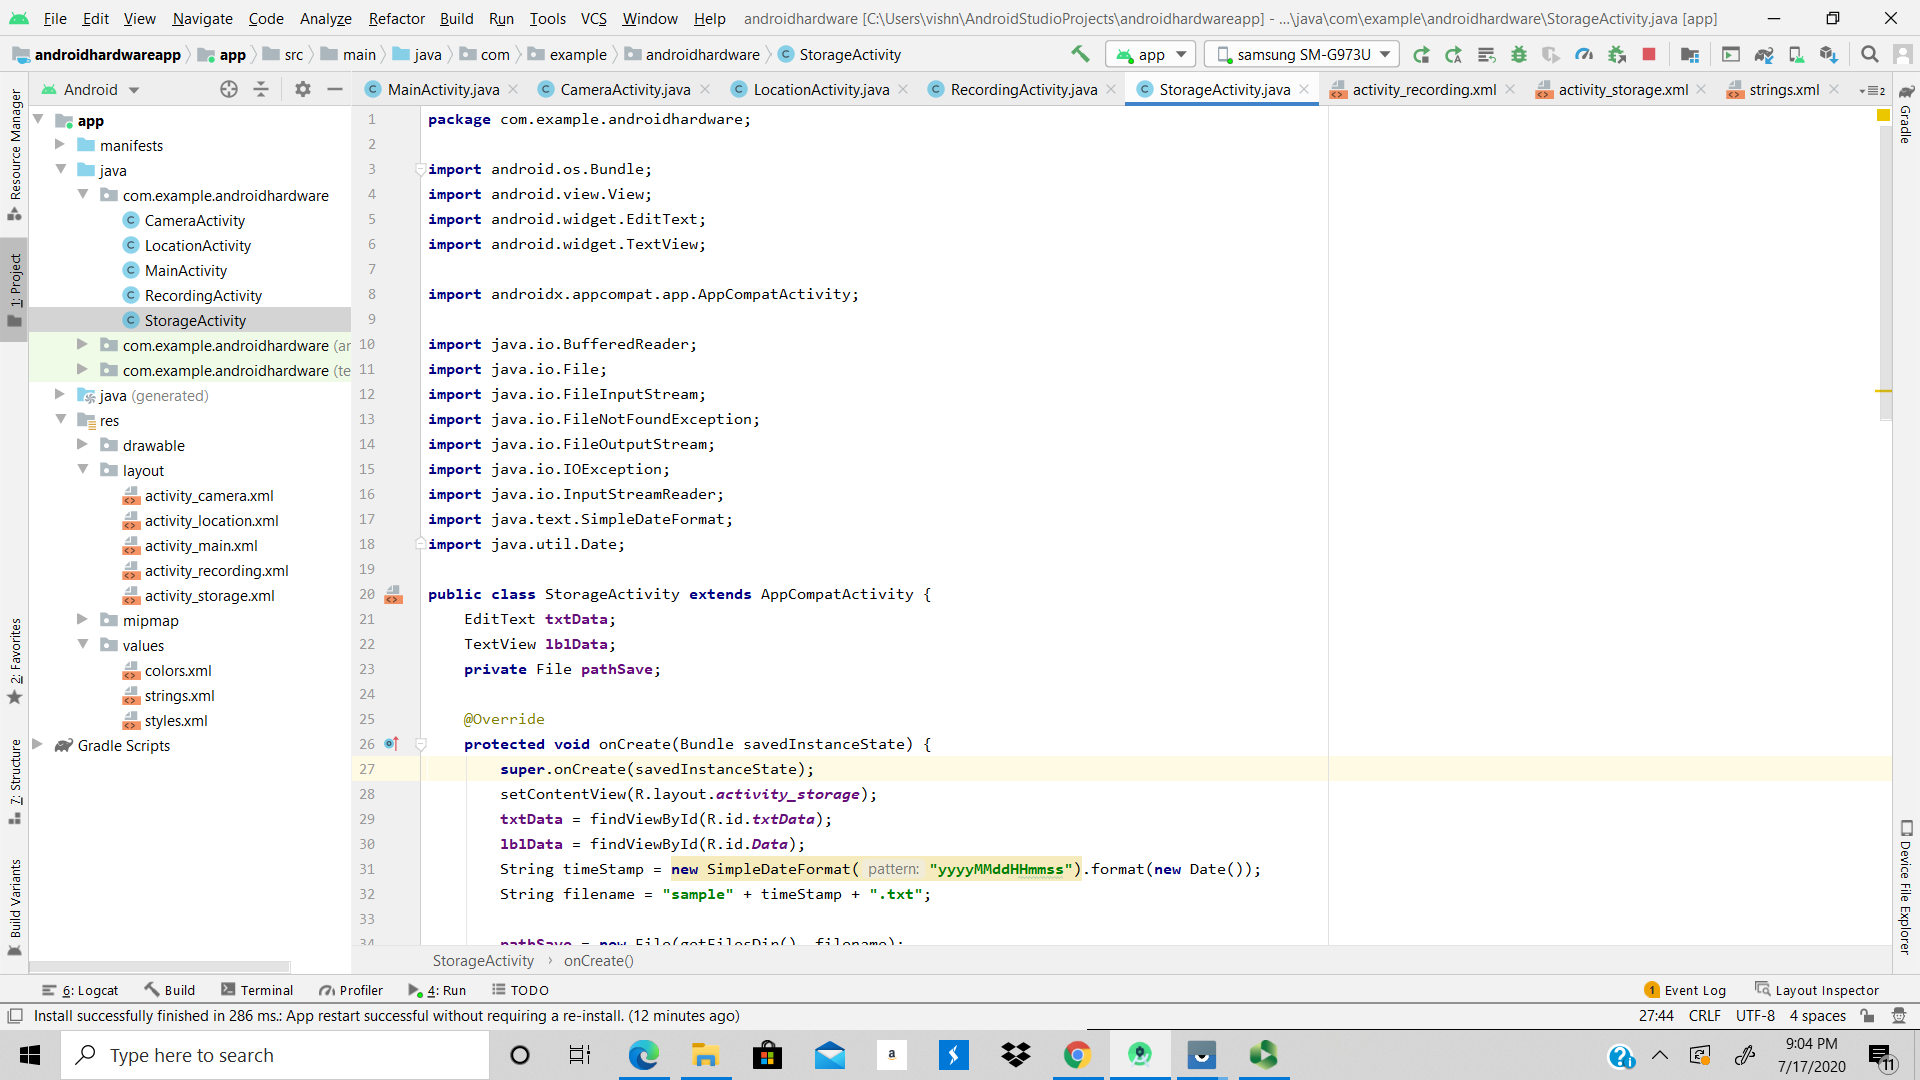 File Edit View Navigate Code Analyze Refactor Build Run Tools VCS Window Help androidhardware [C:\Users\vishn\AndroidStudioProjects\androidhardwareapp] - ...\java\com\example\androidhardware\StorageActivity.java [app]
androidhardwareapp app src main java com example androidhardware StorageActivity app samsung SM-G973U
Android MainActivity.java CameraActivity.java LocationActivity.java RecordingActivity.java StorageActivity.java activity_recording.xml activity_storage.xml strings.xml 2
Resource Manager
1: Project
2: Favorites
7: Structure
Build Variants
app
manifests
java
com.example.androidhardware
CameraActivity
LocationActivity
MainActivity
RecordingActivity
StorageActivity
com.example.androidhardware (ar
com.example.androidhardware (te
java (generated)
res
drawable
layout
activity_camera.xml
activity_location.xml
activity_main.xml
activity_recording.xml
activity_storage.xml
mipmap
values
colors.xml
strings.xml
styles.xml
Gradle Scripts
1 package com.example.androidhardware;
2
3 import android.os.Bundle;
4 import android.view.View;
5 import android.widget.EditText;
6 import android.widget.TextView;
7
8 import androidx.appcompat.app.AppCompatActivity;
9
10 import java.io.BufferedReader;
11 import java.io.File;
12 import java.io.FileInputStream;
13 import java.io.FileNotFoundException;
14 import java.io.FileOutputStream;
15 import java.io.IOException;
16 import java.io.InputStreamReader;
17 import java.text.SimpleDateFormat;
18 import java.util.Date;
19
20 public class StorageActivity extends AppCompatActivity {
21 EditText txtData;
22 TextView lblData;
23 private File pathSave;
24
25 @Override
26 protected void onCreate(Bundle savedInstanceState) {
27 super.onCreate(savedInstanceState);
28 setContentView(R.layout.activity_storage);
29 txtData = findViewById(R.id.txtData);
30 lblData = findViewById(R.id.Data);
31 String timeStamp = new SimpleDateFormat( pattern: "yyyyMMddHHmmss").format(new Date());
32 String filename = "sample" + timeStamp + ".txt";
33
34 pathSave = new File(getFilesDir(), filename);
StorageActivity › onCreate()
Gradle
Device File Explorer
6: Logcat Build Terminal Profiler 4: Run TODO 1 Event Log Layout Inspector
Install successfully finished in 286 ms.: App restart successful without requiring a re-install. (12 minutes ago) 27:44 CRLF UTF-8 4 spaces
Type here to search
a
9:04 PM
7/17/2020
11